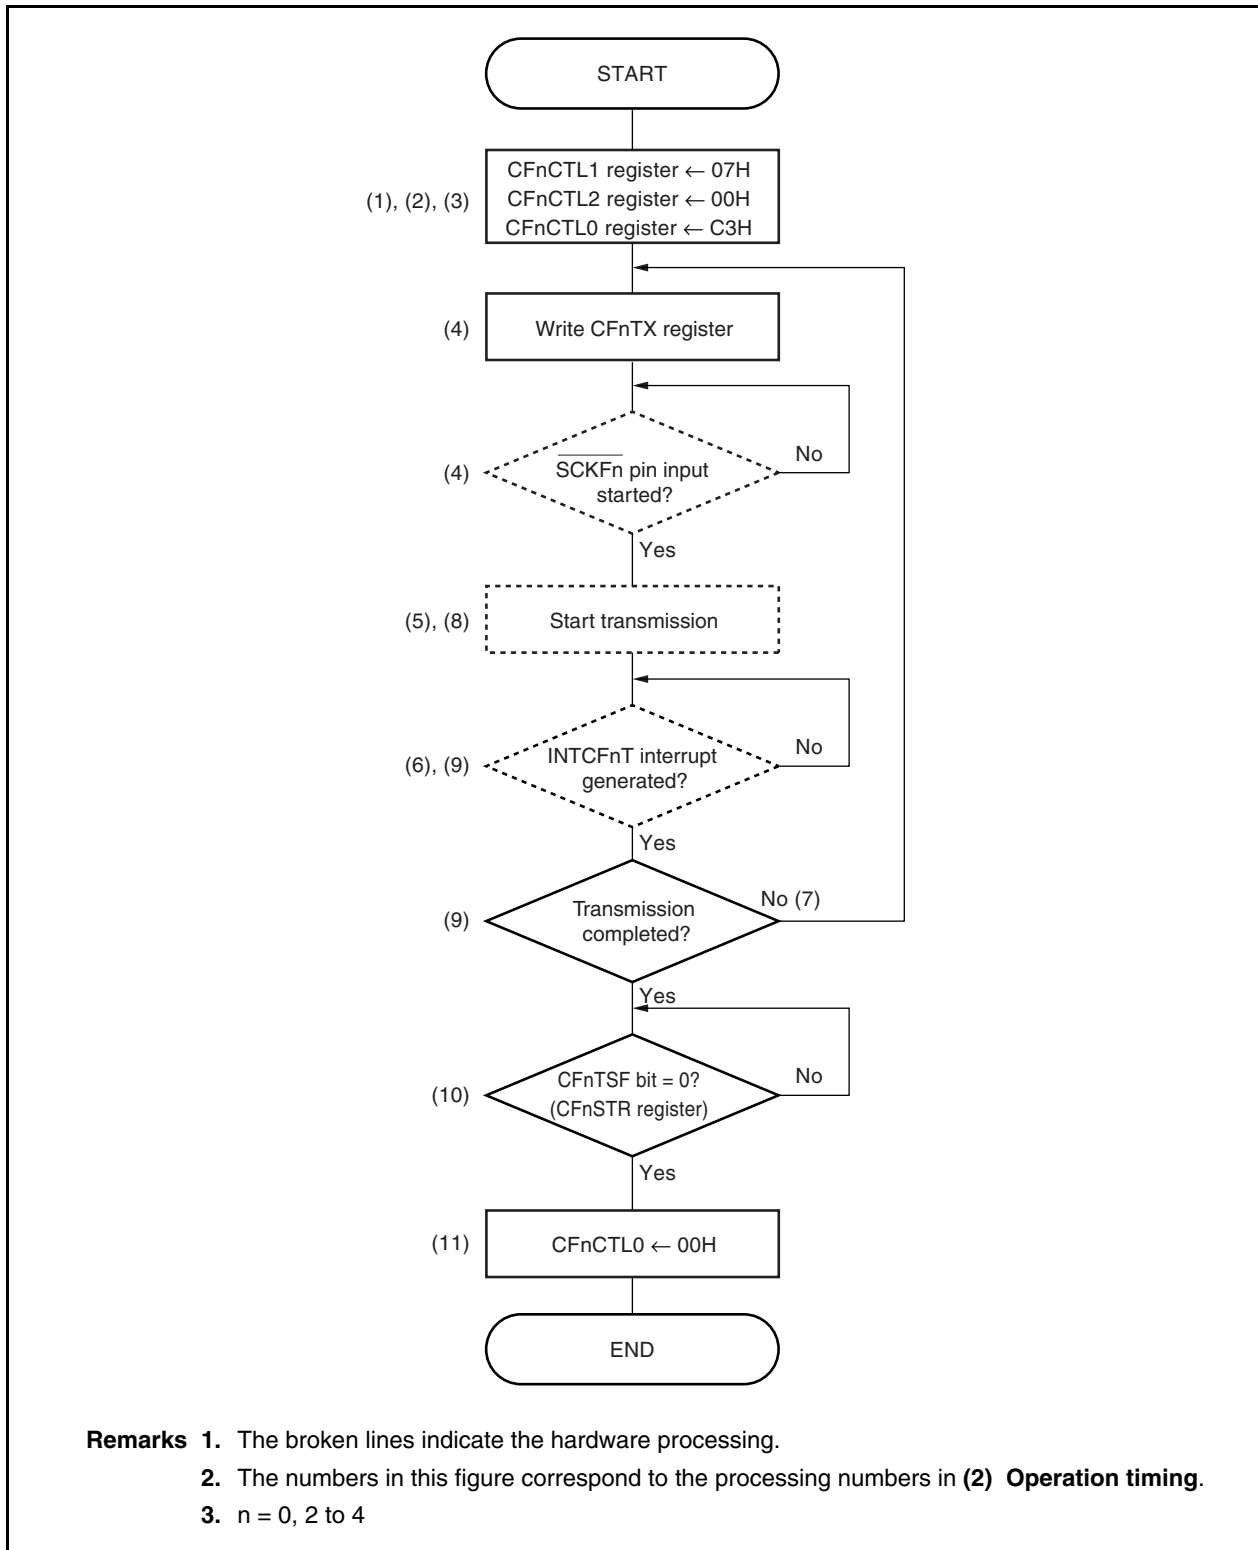 START
CFnCTL1 register ← 07H
CFnCTL2 register ← 00H
CFnCTL0 register ← C3H
(1), (2), (3)
(4)
Write CFnTX register
(4)
SCKFn pin input
started?
No
Yes
(5), (8)
Start transmission
(6), (9)
INTCFnT interrupt
generated?
No
Yes
(9)
Transmission
completed?
No (7)
Yes
(10)
CFnTSF bit = 0?
(CFnSTR register)
No
Yes
(11)
CFnCTL0 ← 00H
END
Remarks 1. The broken lines indicate the hardware processing.
2. The numbers in this figure correspond to the processing numbers in (2) Operation timing.
3. n = 0, 2 to 4